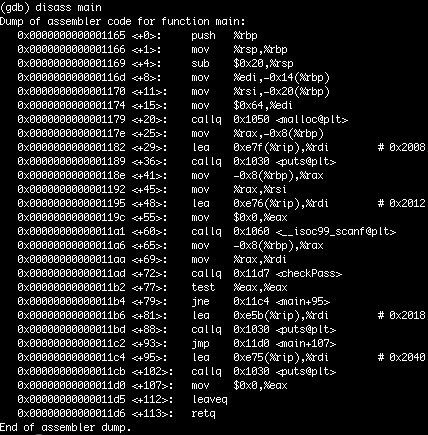 (gdb) disass main
Dump of assembler code for function main:
   0x0000000000001165 <+0>:     push   %rbp
   0x0000000000001166 <+1>:     mov    %rsp,%rbp
   0x0000000000001169 <+4>:     sub    $0x20,%rsp
   0x000000000000116d <+8>:     mov    %edi,-0x14(%rbp)
   0x0000000000001170 <+11>:    mov    %rsi,-0x20(%rbp)
   0x0000000000001174 <+15>:    mov    $0x64,%edi
   0x0000000000001179 <+20>:    callq  0x1050 <malloc@plt>
   0x000000000000117e <+25>:    mov    %rax,-0x8(%rbp)
   0x0000000000001182 <+29>:    lea    0xe7f(%rip),%rdi        # 0x2008
   0x0000000000001189 <+36>:    callq  0x1030 <puts@plt>
   0x000000000000118e <+41>:    mov    -0x8(%rbp),%rax
   0x0000000000001192 <+45>:    mov    %rax,%rsi
   0x0000000000001195 <+48>:    lea    0xe76(%rip),%rdi        # 0x2012
   0x000000000000119c <+55>:    mov    $0x0,%eax
   0x00000000000011a1 <+60>:    callq  0x1060 <__isoc99_scanf@plt>
   0x00000000000011a6 <+65>:    mov    -0x8(%rbp),%rax
   0x00000000000011aa <+69>:    mov    %rax,%rdi
   0x00000000000011ad <+72>:    callq  0x11d7 <checkPass>
   0x00000000000011b2 <+77>:    test   %eax,%eax
   0x00000000000011b4 <+79>:    jne    0x11c4 <main+95>
   0x00000000000011b6 <+81>:    lea    0xe5b(%rip),%rdi        # 0x2018
   0x00000000000011bd <+88>:    callq  0x1030 <puts@plt>
   0x00000000000011c2 <+93>:    jmp    0x11d0 <main+107>
   0x00000000000011c4 <+95>:    lea    0xe75(%rip),%rdi        # 0x2040
   0x00000000000011cb <+102>:   callq  0x1030 <puts@plt>
   0x00000000000011d0 <+107>:   mov    $0x0,%eax
   0x00000000000011d5 <+112>:   leaveq
   0x00000000000011d6 <+113>:   retq
End of assembler dump.